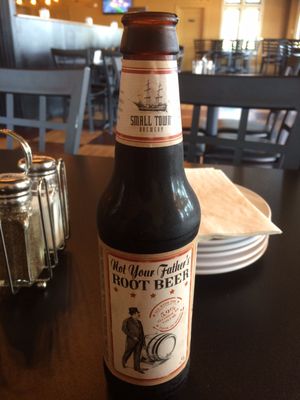 SMALL TOWN
BREWERY
Not Your Father's
ROOT BEER